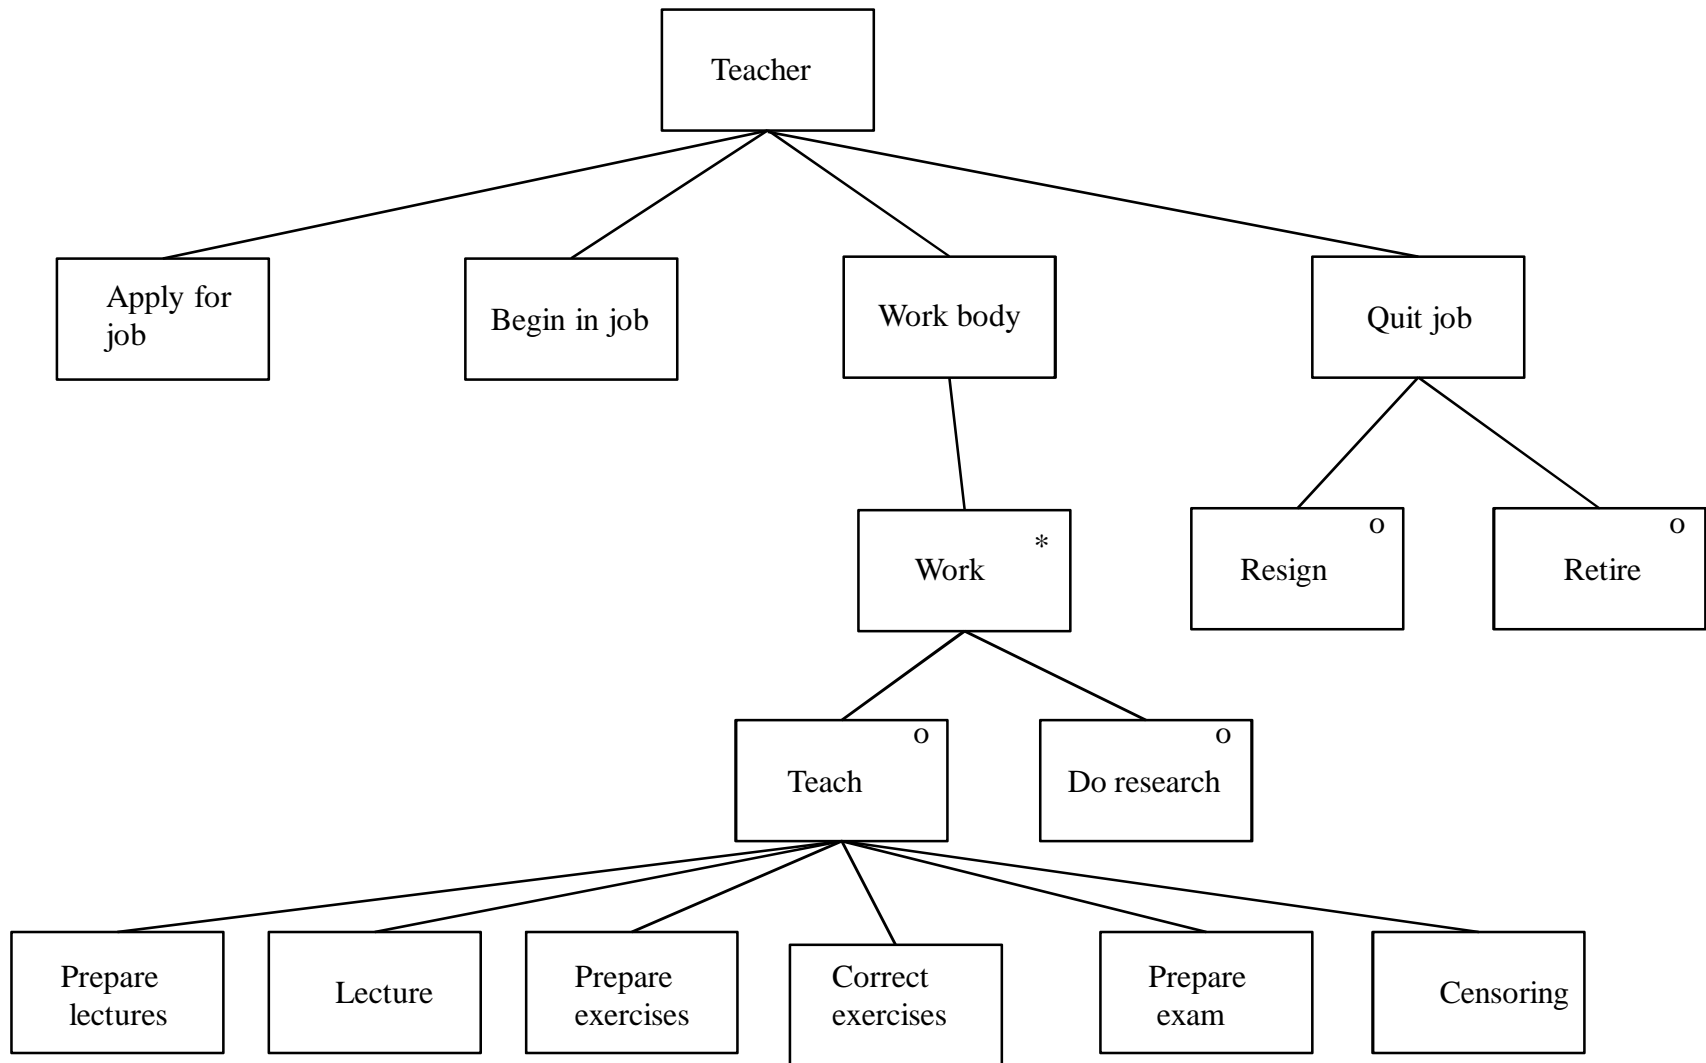 Teacher
Apply for
job
Begin in job
Work body
Quit job
*
Work
o
Resign
o
Retire
o
Teach
o
Do research
Prepare
lectures
Lecture
Prepare
exercises
Correct
exercises
Prepare
exam
Censoring